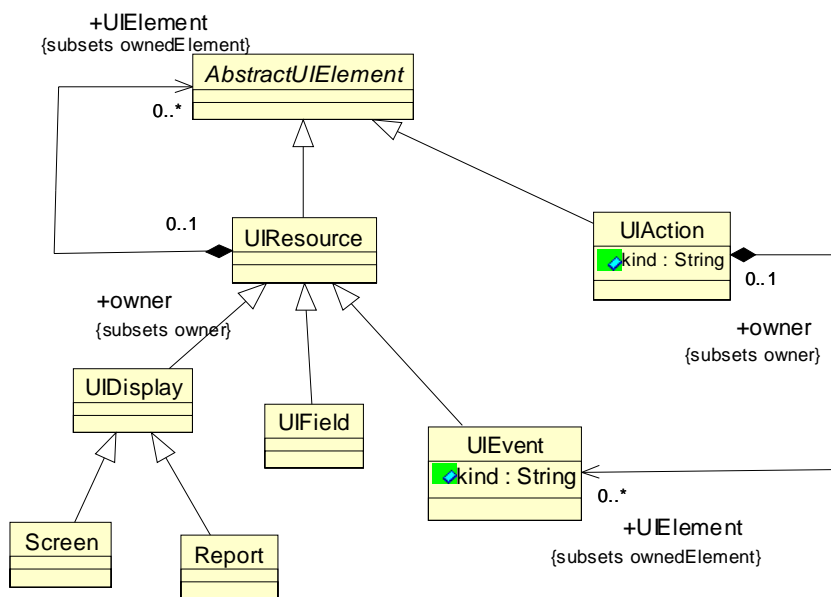 +UIElement
{subsets ownedElement}
AbstractUIElement
0..*
0..1
UIResource
UIAction
kind : String
0..1
+owner
{subsets owner}
+owner
{subsets owner}
UIDisplay
UIField
UIEvent
kind : String
0..*
+UIElement
{subsets ownedElement}
Screen
Report